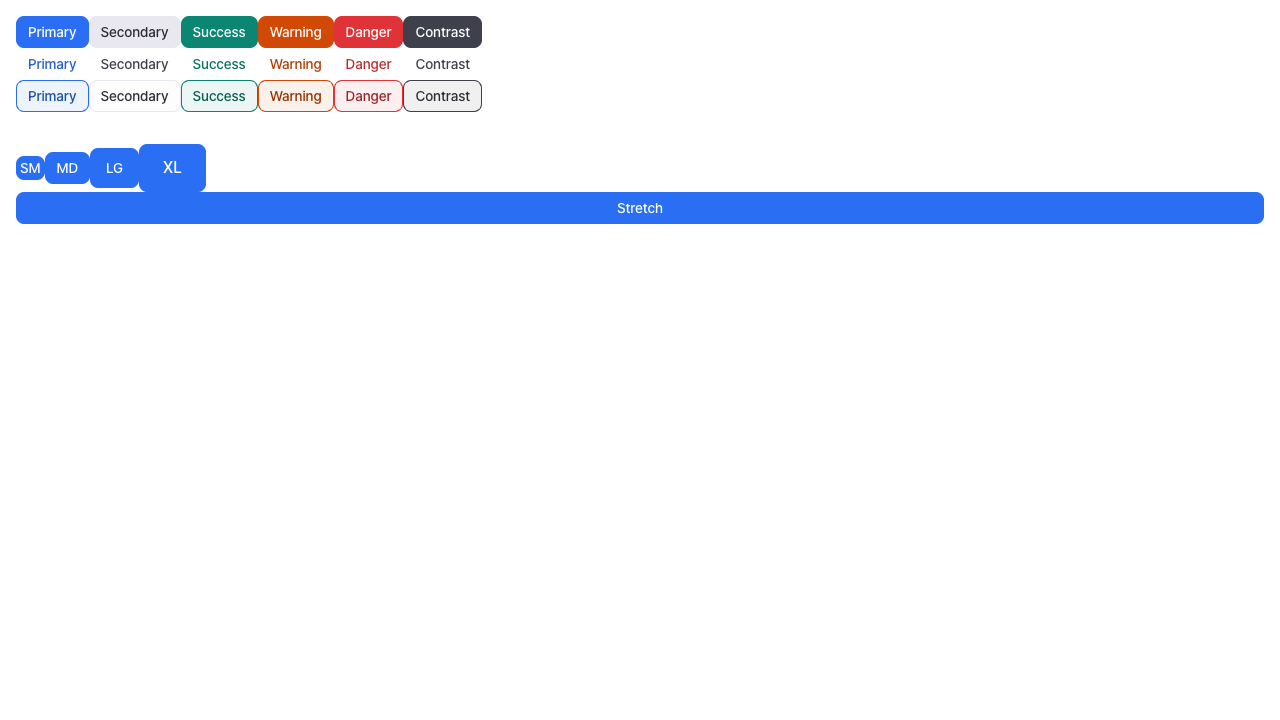 Primary Secondary Success Warning Danger Contrast
Primary Secondary Success Warning Danger Contrast
Primary Secondary Success Warning Danger Contrast
SM MD LG XL
Stretch